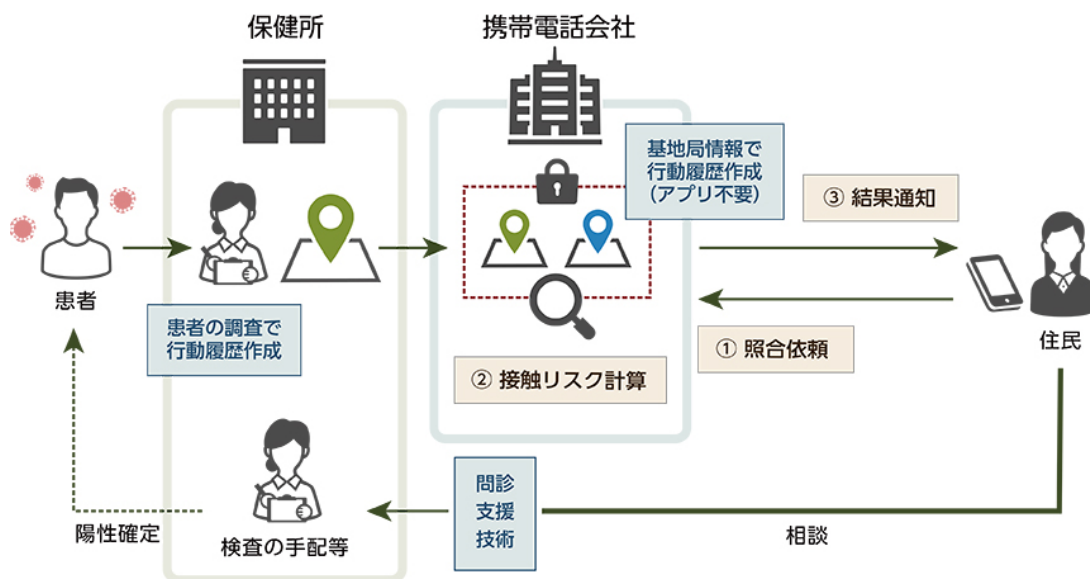 保健所
携帯電話会社
基地局情報で
行動履歴作成
(アプリ不要)
③ 結果通知
患者
患者の調査で
行動履歴作成
① 照合依頼
住民
② 接触リスク計算
問診
支援
技術
陽性確定
検査の手配等
相談